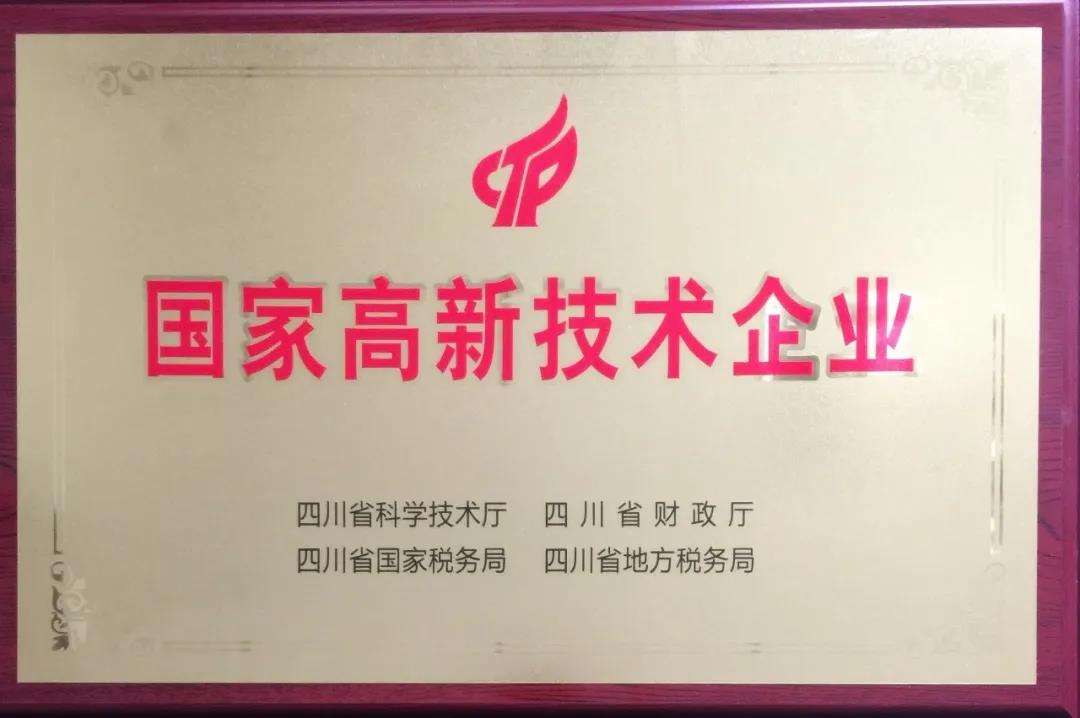 CTP
国家高新技术企业
四川省科学技术厅 四川省财政厅
四川省国家税务局 四川省地方税务局